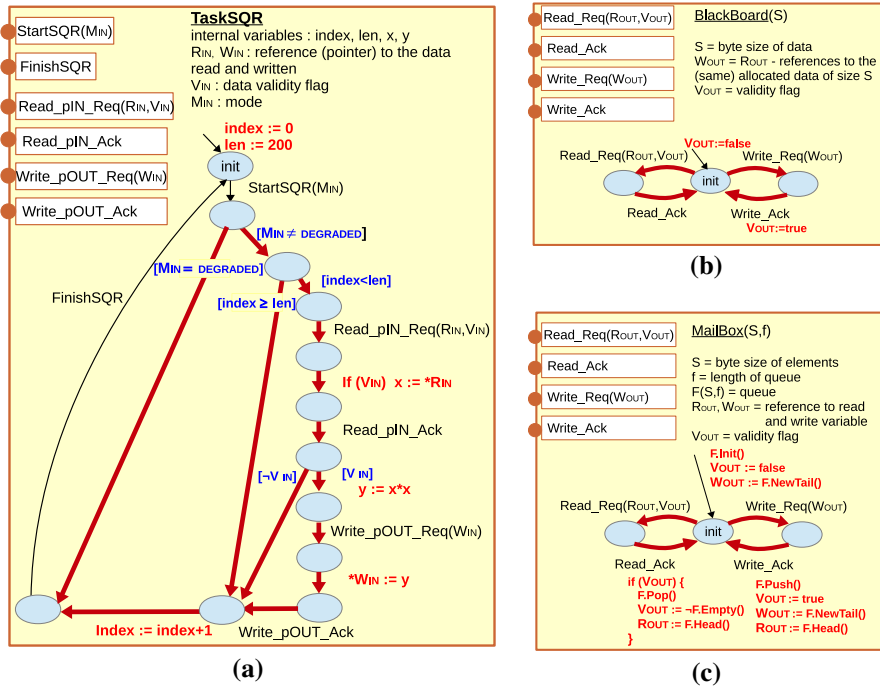 TaskSQR
internal variables : index, len, x, y
RIN, WIN : reference (pointer) to the data
read and written
VIN : data validity flag
MIN : mode
StartSQR(MIN)
FinishSQR
Read_pIN_Req(RIN,VIN)
Read_pIN_Ack
Write_pOUT_Req(WIN)
Write_pOUT_Ack
index := 0
len := 200
init
StartSQR(MIN)
[MIN ≠ DEGRADED]
[MIN = DEGRADED]
[index<len]
FinishSQR
[index ≥ len]
Read_pIN_Req(RIN,VIN)
If (VIN) x := *RIN
Read_pIN_Ack
[¬V IN]
[V IN]
y := x*x
Write_pOUT_Req(WIN)
*WIN := y
Index := index+1
Write_pOUT_Ack
(a)
BlackBoard(S)
Read_Req(ROUT,VOUT)
Read_Ack
Write_Req(WOUT)
Write_Ack
S = byte size of data
WOUT = ROUT - references to the
(same) allocated data of size S
VOUT = validity flag
VOUT:=false
Read_Req(ROUT,VOUT)
Write_Req(WOUT)
init
Read_Ack
Write_Ack
VOUT:=true
(b)
MailBox(S,f)
Read_Req(ROUT,VOUT)
Read_Ack
Write_Req(WOUT)
Write_Ack
S = byte size of elements
f = length of queue
F(S,f) = queue
ROUT, WOUT = reference to read
and write variable
VOUT = validity flag
F.Init()
VOUT := false
WOUT := F.NewTail()
Read_Req(ROUT,VOUT)
Write_Req(WOUT)
init
Read_Ack
Write_Ack
if (VOUT) {
F.Pop()
VOUT := ¬F.Empty()
ROUT := F.Head()
}
F.Push()
VOUT := true
WOUT := F.NewTail()
ROUT := F.Head()
(c)